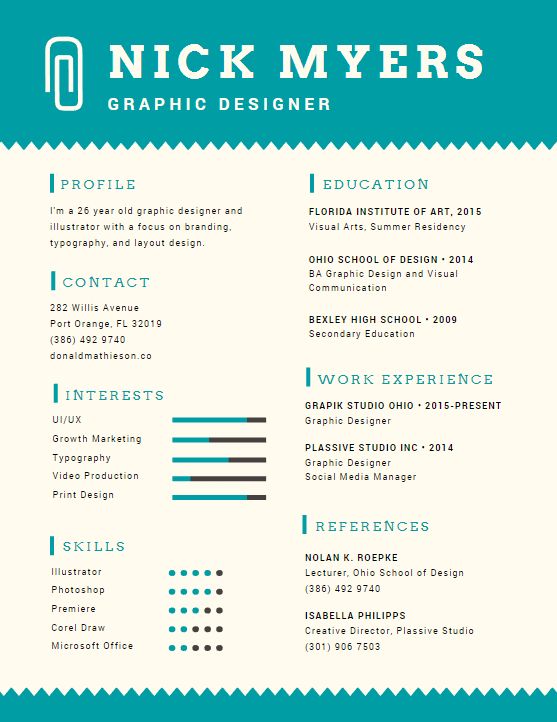 NICK MYERS
GRAPHIC DESIGNER
PROFILE
I'm a 26 year old graphic designer and
illustrator with a focus on branding,
typography, and layout design.
CONTACT
282 Willis Avenue
Port Orange, FL 32019
(386) 492 9740
donaldmathieson.co
INTERESTS
UI/UX
Growth Marketing
Typography
Video Production
Print Design
SKILLS
Illustrator
Photoshop
Premiere
Corel Draw
Microsoft Office
EDUCATION
FLORIDA INSTITUTE OF ART, 2015
Visual Arts, Summer Residency
OHIO SCHOOL OF DESIGN • 2014
BA Graphic Design and Visual
Communication
BEXLEY HIGH SCHOOL • 2009
Secondary Education
WORK EXPERIENCE
GRAPIK STUDIO OHIO • 2015-PRESENT
Graphic Designer
PLASSIVE STUDIO INC • 2014
Graphic Designer
Social Media Manager
REFERENCES
NOLAN K. ROEPKE
Lecturer, Ohio School of Design
(386) 492 9740
ISABELLA PHILIPPS
Creative Director, Plassive Studio
(301) 906 7503